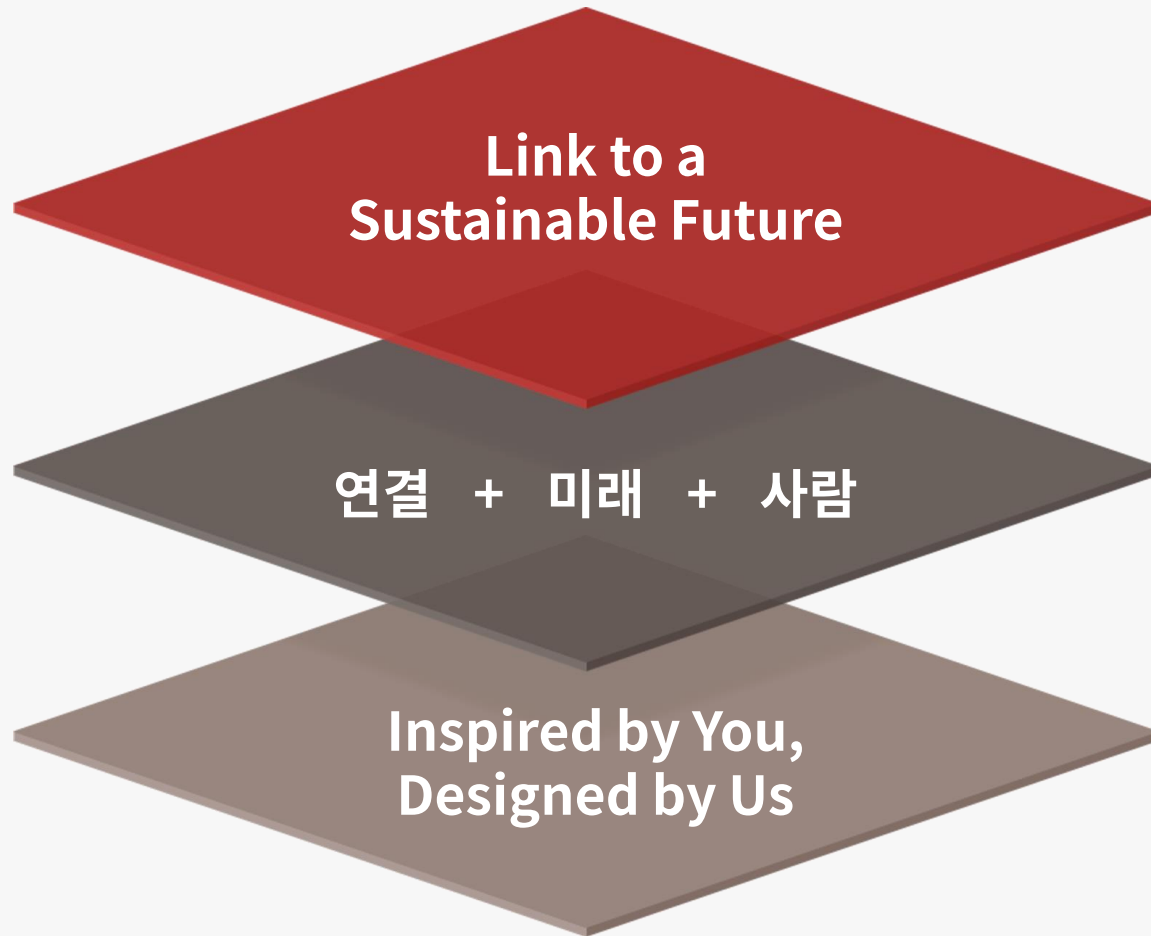 Link to a
Sustainable Future
연결 + 미래 + 사람
Inspired by You,
Designed by Us